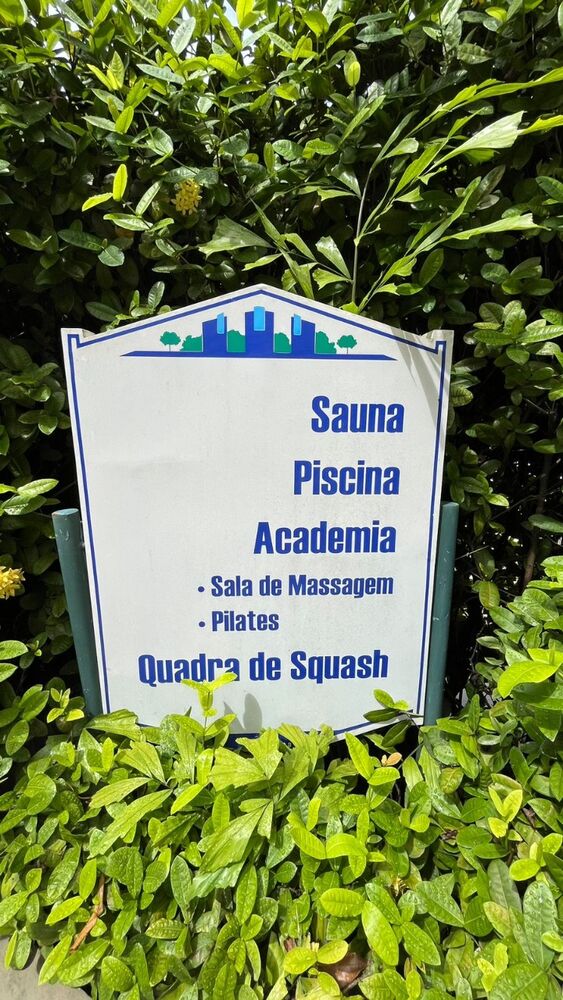 Sauna
Piscina
Academia
• Sala de Massagem
• Pilates
Quadra de Squash